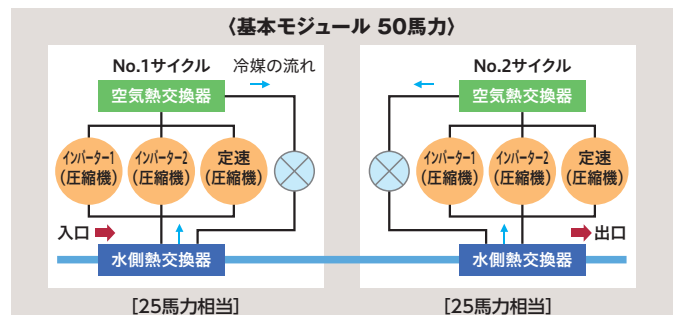 〈基本モジュール 50馬力〉
No.1サイクル
冷媒の流れ
空気熱交換器
インバーター1
(圧縮機)
インバーター2
(圧縮機)
定速
(圧縮機)
入口
水側熱交換器
[25馬力相当]
No.2サイクル
空気熱交換器
インバーター1
(圧縮機)
インバーター2
(圧縮機)
定速
(圧縮機)
出口
水側熱交換器
[25馬力相当]